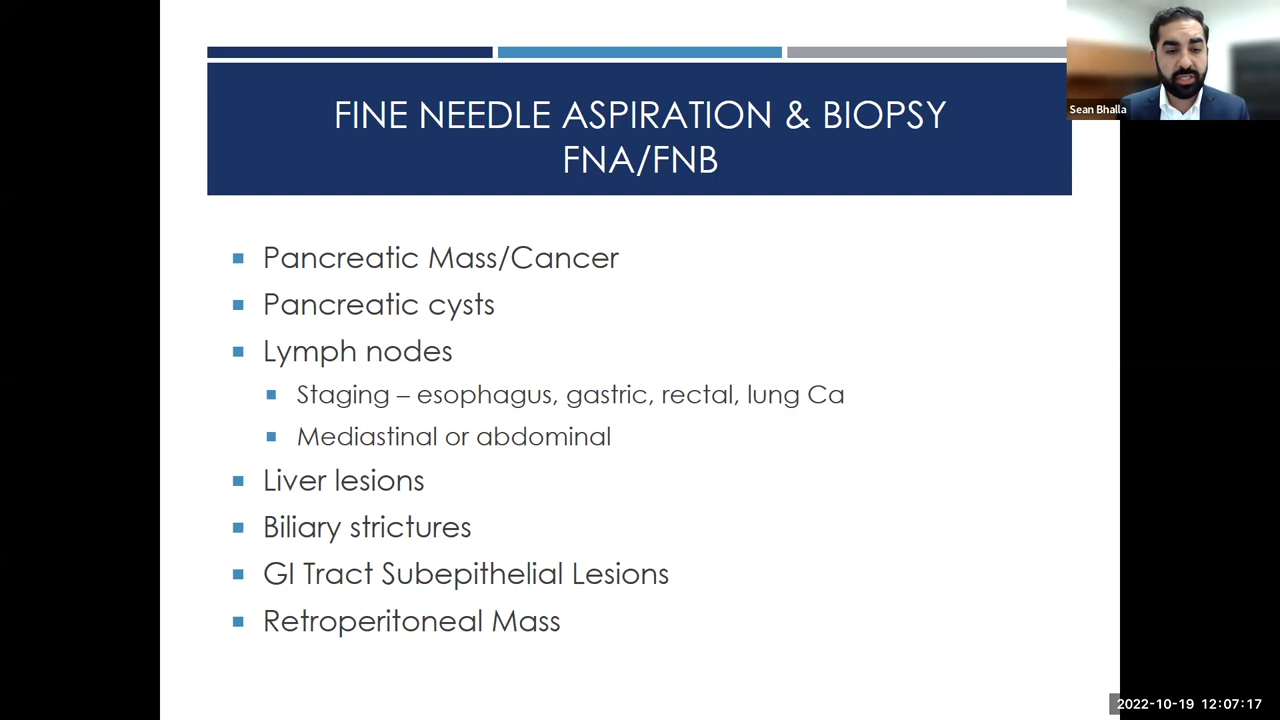 FINE NEEDLE ASPIRATION & BIOPSY
FNA/FNB
Sean Bhalla
Pancreatic Mass/Cancer
Pancreatic cysts
Lymph nodes
Staging – esophagus, gastric, rectal, lung Ca
Mediastinal or abdominal
Liver lesions
Biliary strictures
GI Tract Subepithelial Lesions
Retroperitoneal Mass
2022-10-19 12:07:17